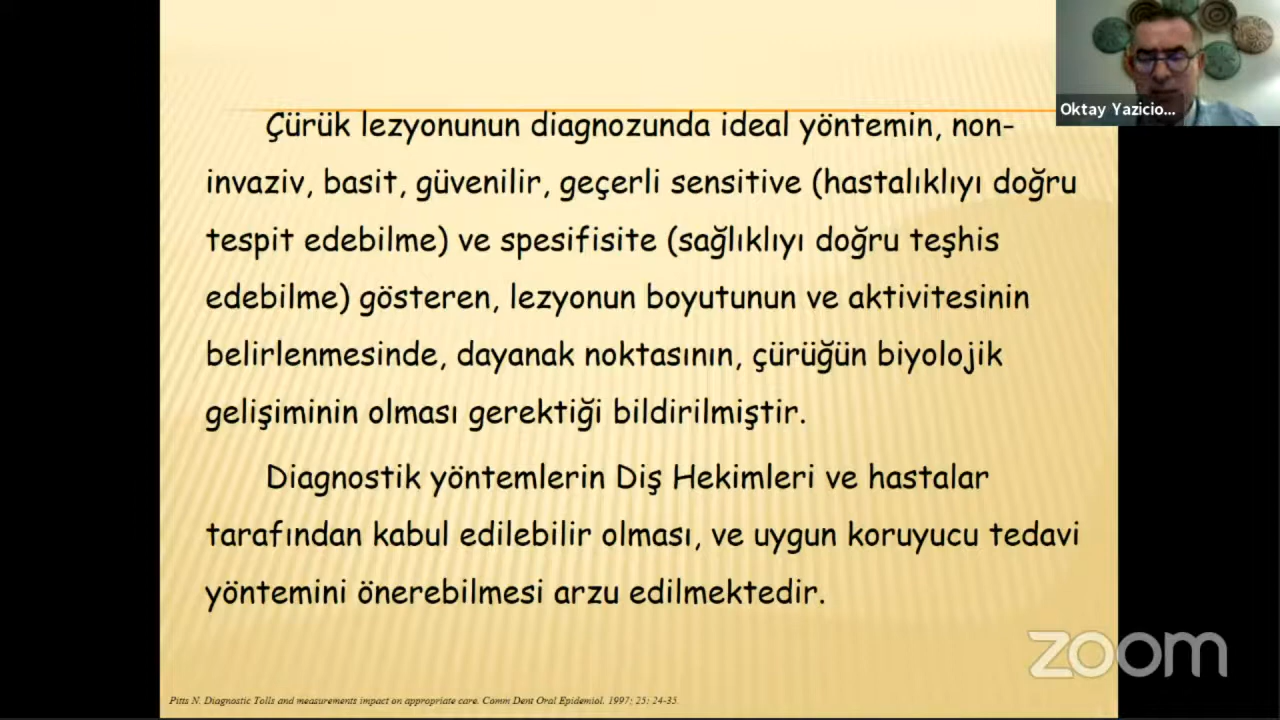 Çürük lezyonunun diagnozunda ideal yöntemin, non-
invaziv, basit, güvenilir, geçerli sensitive (hastalıklıyı doğru
tespit edebilme) ve spesifisite (sağlıklıyı doğru teşhis
edebilme) gösteren, lezyonun boyutunun ve aktivitesinin
belirlenmesinde, dayanak noktasının, çürüğün biyolojik
gelişiminin olması gerektiği bildirilmiştir.
Diagnostik yöntemlerin Diş Hekimleri ve hastalar
tarafından kabul edilebilir olması, ve uygun koruyucu tedavi
yöntemini önerebilmesi arzu edilmektedir.
Pitts N. Diagnostic Tolls and measurements impact on appropriate care. Comm Dent Oral Epidemiol. 1997; 25: 24-35.
Oktay Yazicio...
zoom